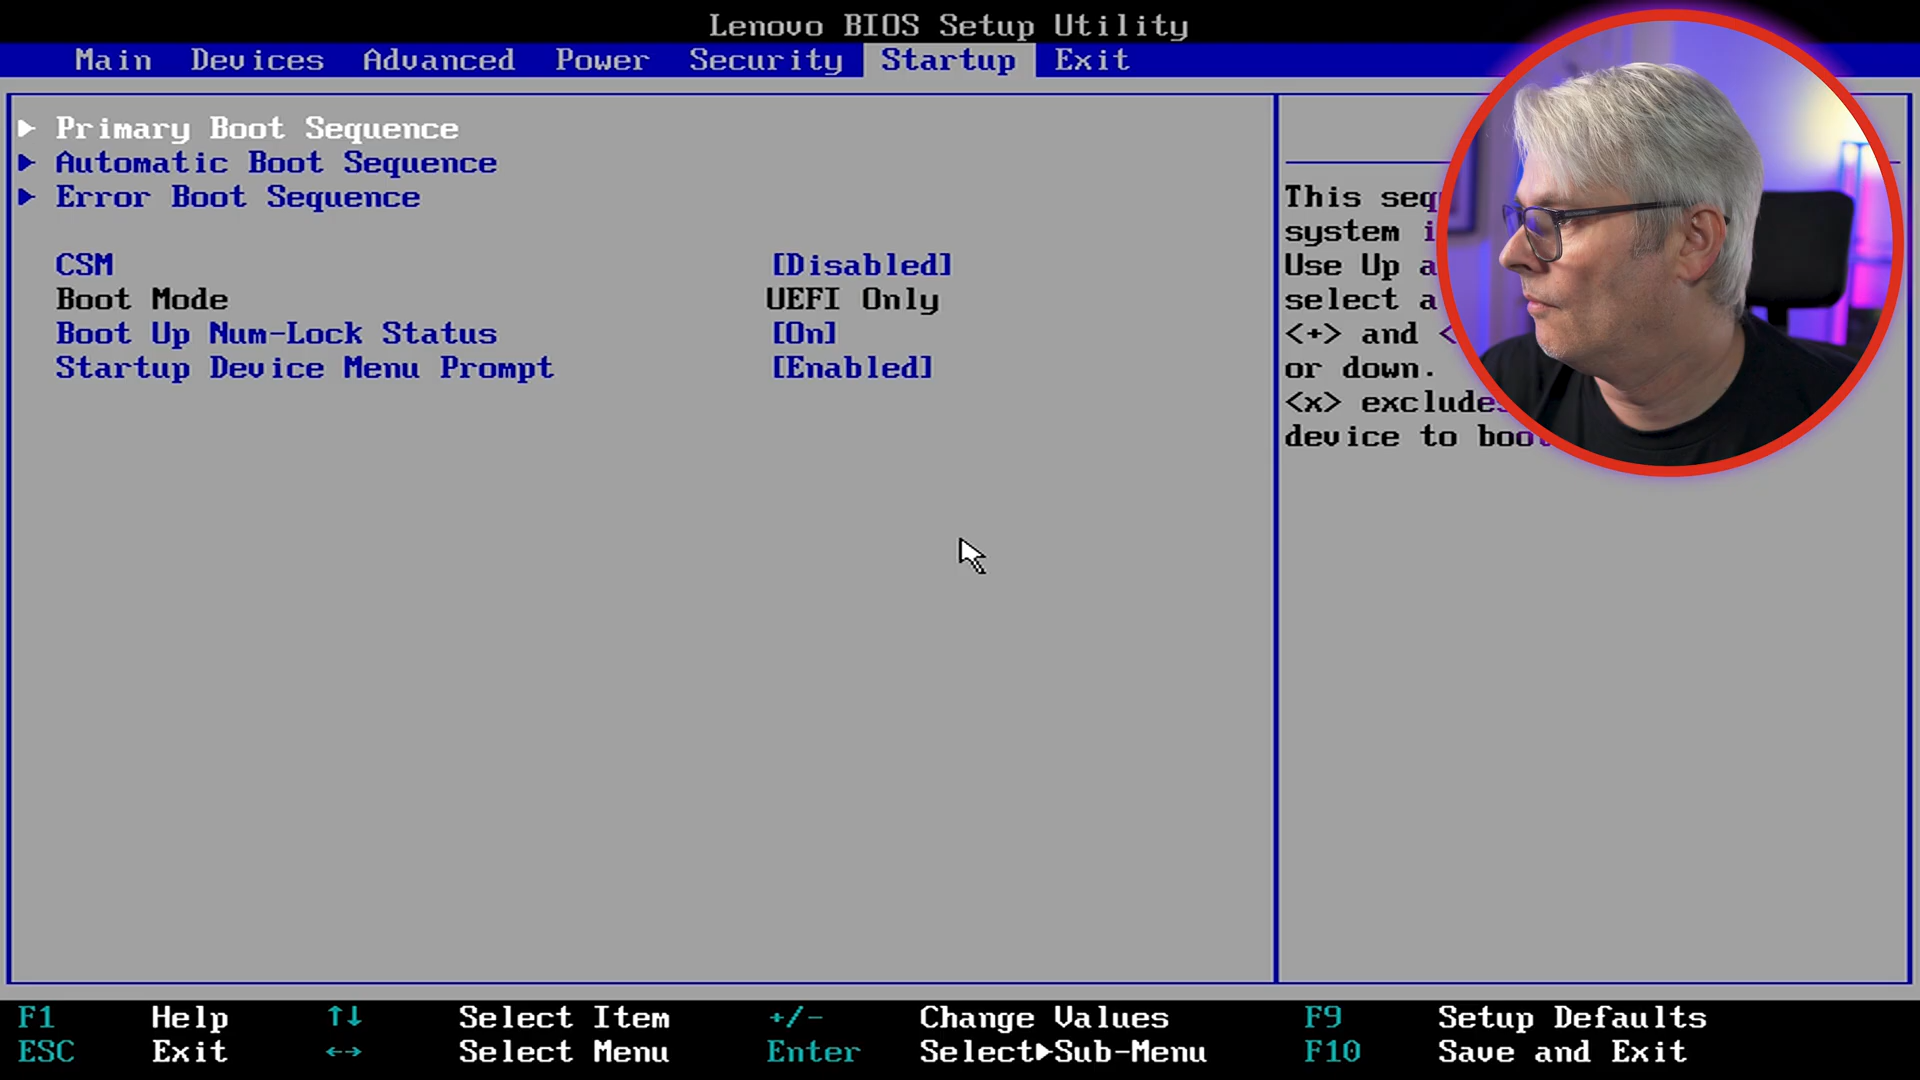 Lenovo BIOS Setup Utility
Main Devices Advanced Power Security Startup Exit
Primary Boot Sequence
Automatic Boot Sequence
Error Boot Sequence
CSM [Disabled]
Boot Mode UEFI Only
Boot Up Num-Lock Status [On]
Startup Device Menu Prompt [Enabled]
This
system
Use Up
select
<+> and
or down.
<x>
device to
F1 Help ↑↓ Select Item +/- Change Values F9 Setup Defaults
ESC Exit ←→ Select Menu Enter Select▶Sub-Menu F10 Save and Exit